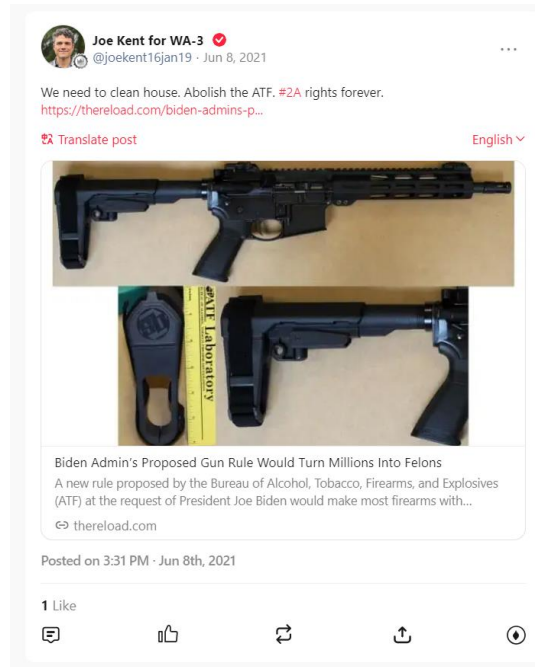 Joe Kent for WA-3
@joekent16jan19 · Jun 8, 2021
We need to clean house. Abolish the ATF. #2A rights forever.
https://thereload.com/biden-admins-p...
Translate post
English
ATF Laboratory
Biden Admin's Proposed Gun Rule Would Turn Millions Into Felons
A new rule proposed by the Bureau of Alcohol, Tobacco, Firearms, and Explosives
(ATF) at the request of President Joe Biden would make most firearms with...
thereload.com
Posted on 3:31 PM · Jun 8th, 2021
1 Like